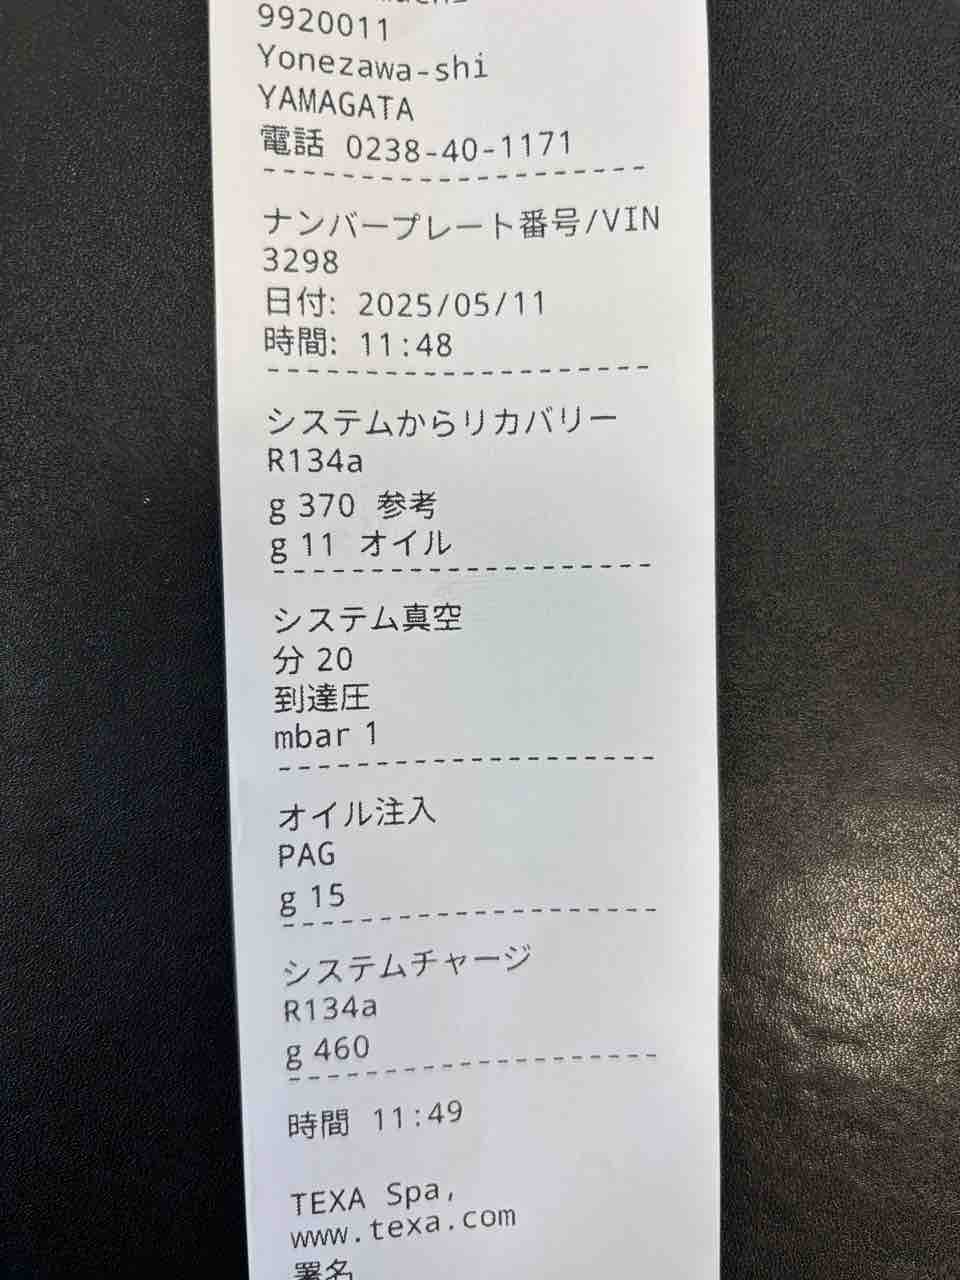 9920011
Yonezawa-shi
YAMAGATA
電話 0238-40-1171
--------------------
ナンバープレート番号/VIN
3298
日付: 2025/05/11
時間: 11:48
--------------------
システムからリカバリー
R134a
g 370 参考
g 11 オイル
--------------------
システム真空
分 20
到達圧
mbar 1
--------------------
オイル注入
PAG
g 15
--------------------
システムチャージ
R134a
g 460
--------------------
時間 11:49
TEXA Spa,
www.texa.com
署名